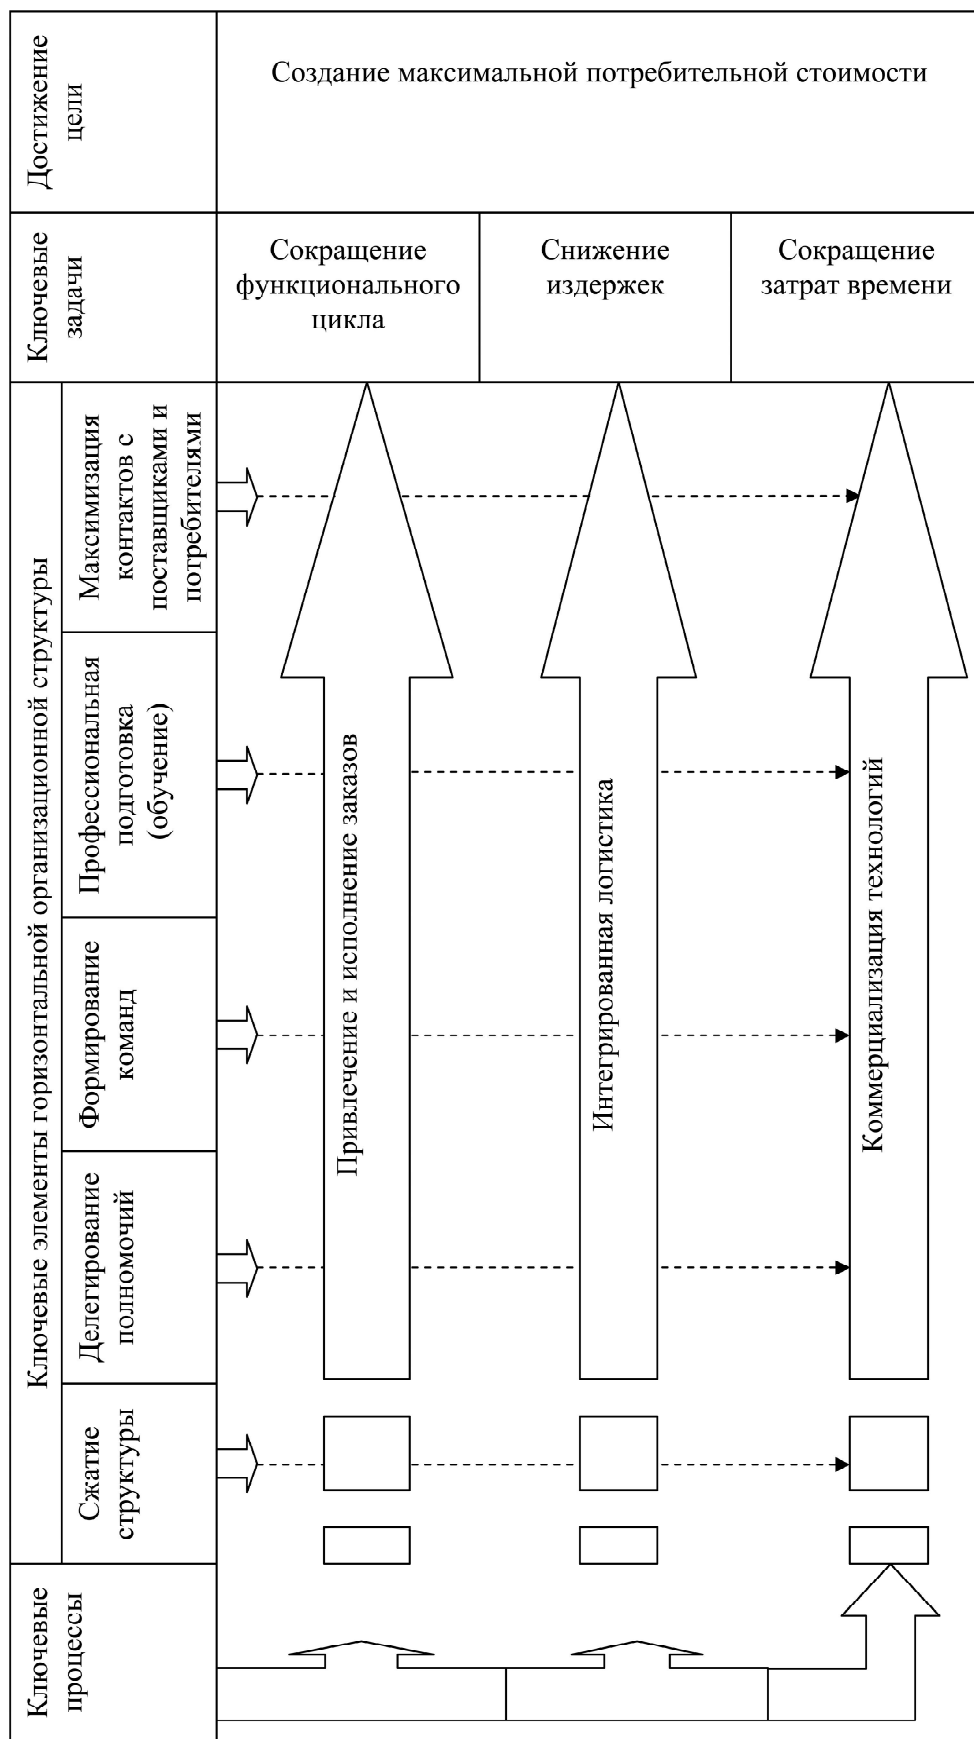 Достижение
цели
Создание максимальной потребительной стоимости
Ключевые
задачи
Сокращение
функционального
цикла
Снижение
издержек
Сокращение
затрат времени
Ключевые элементы горизонтальной организационной структуры
Максимизация
контактов с
поставщиками и
потребителями
Профессиональная
подготовка
(обучение)
Формирование
команд
Делегирование
полномочий
Сжатие
структуры
Привлечение и исполнение заказов
Интегрированная логистика
Коммерциализация технологий
Ключевые
процессы